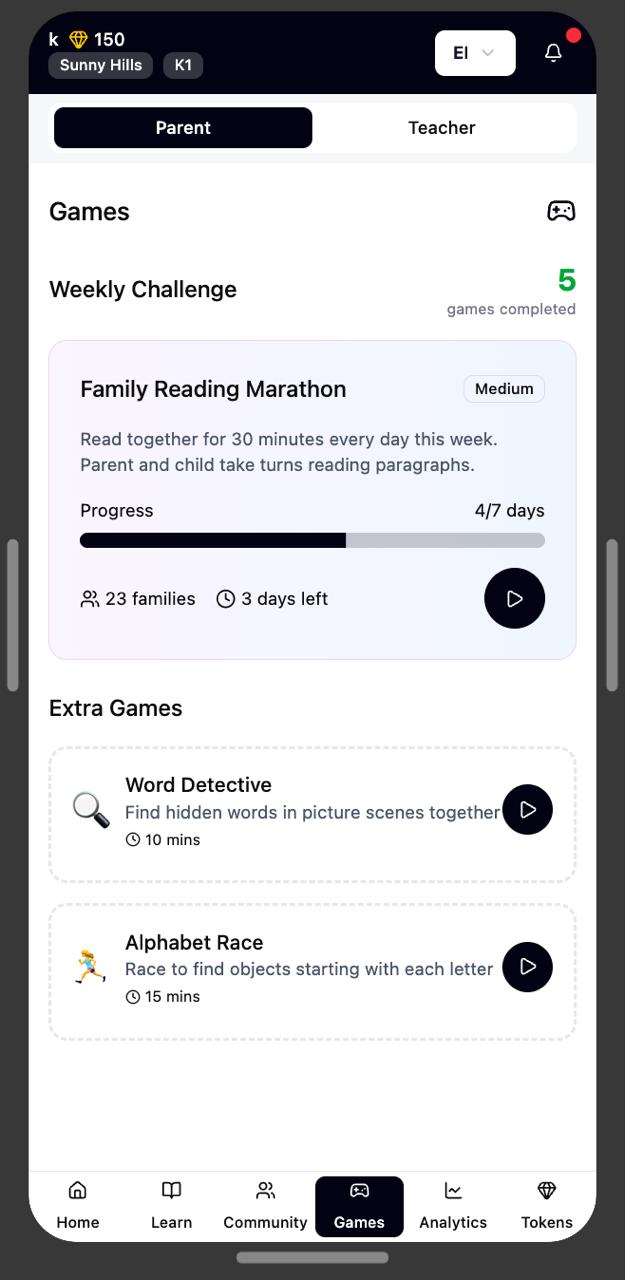 k 150
Sunny Hills K1
El
Parent Teacher
Games
Weekly Challenge
5
games completed
Family Reading Marathon
Medium
Read together for 30 minutes every day this week.
Parent and child take turns reading paragraphs.
Progress 4/7 days
23 families 3 days left
Extra Games
Word Detective
Find hidden words in picture scenes together
10 mins
Alphabet Race
Race to find objects starting with each letter
15 mins
Home Learn Community Games Analytics Tokens